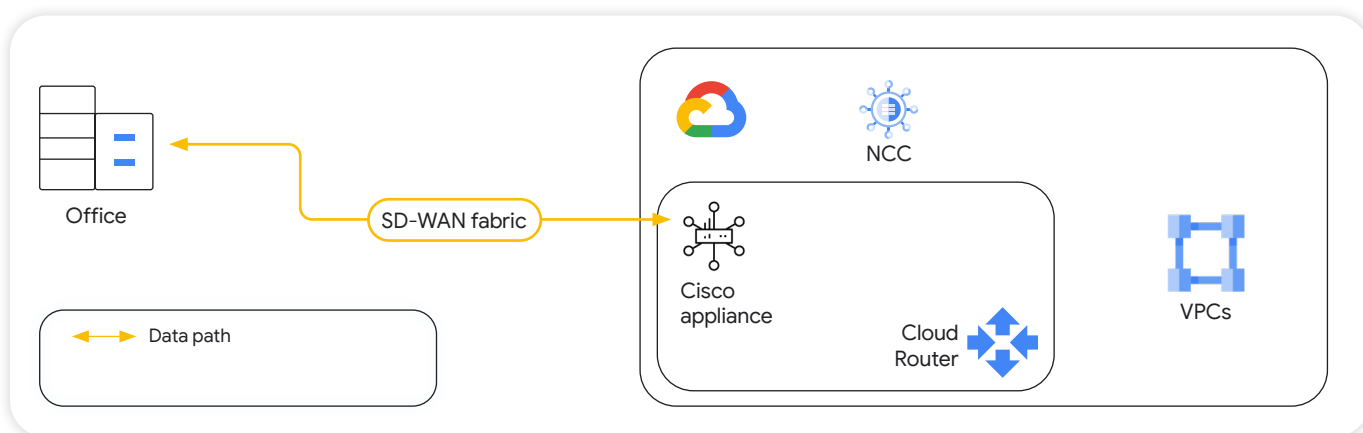 NCC
Office
SD-WAN fabric
Cisco
appliance
VPCs
Cloud
Router
Data path